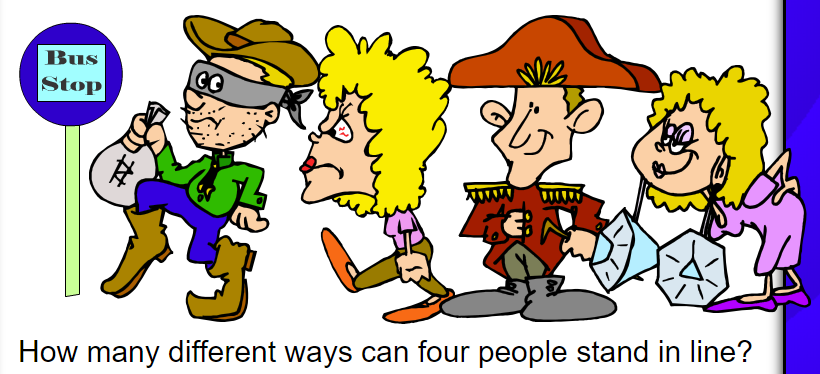 Bus
Stop
How many different ways can four people stand in line?